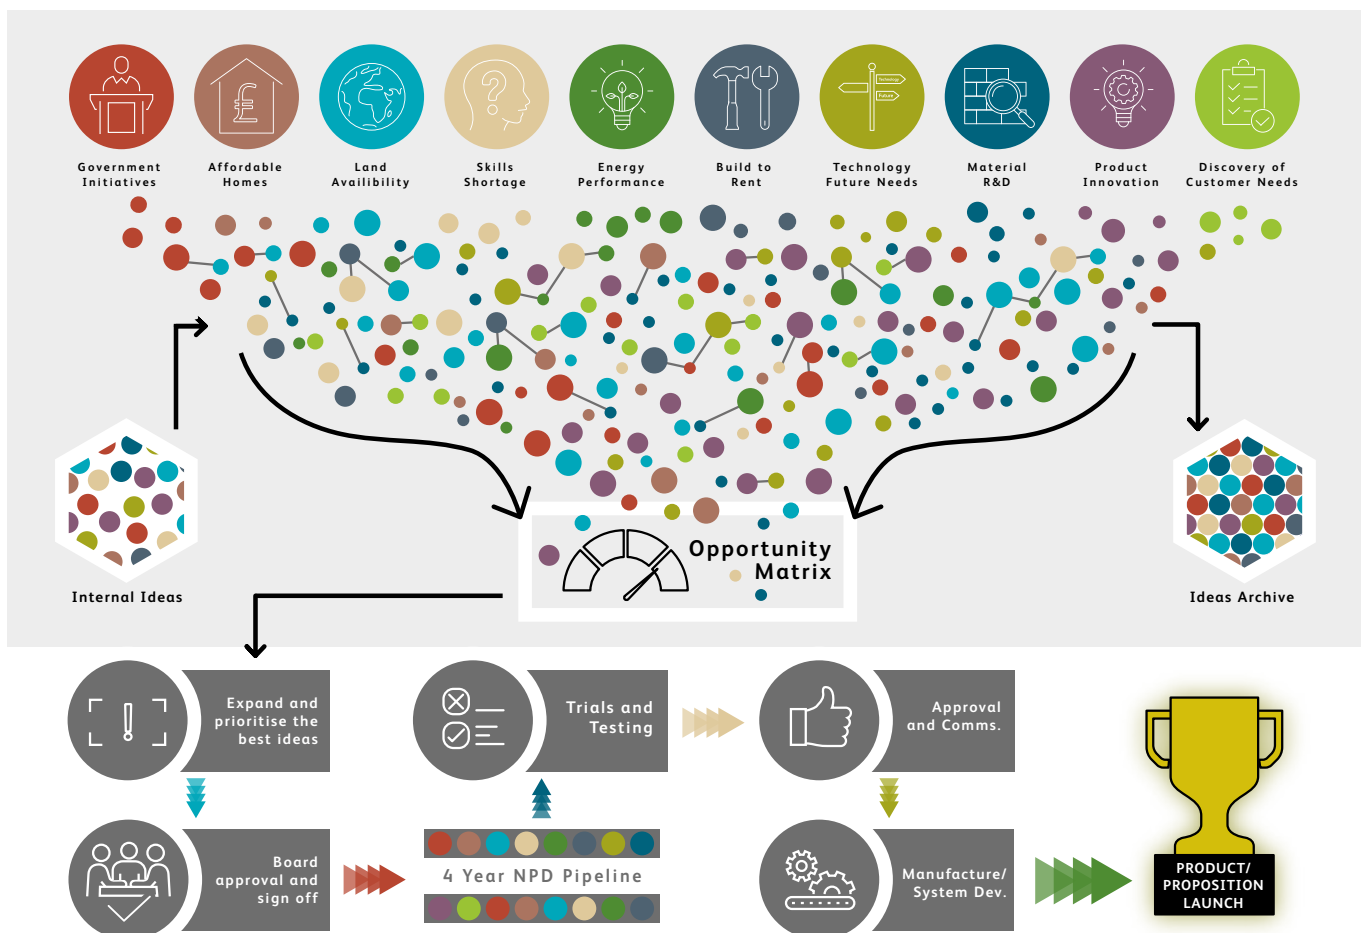 Government
Initiatives
Affordable
Homes
£
Land
Availibility
Skills
Shortage
?
Energy
Performance
Build to
Rent
Technology
Future
Technology
Future Needs
Material
R&D
Product
Innovation
Discovery of
Customer Needs
Opportunity
Matrix
Internal Ideas
Ideas Archive
!
Expand and
prioritise the
best ideas
Trials and
Testing
Approval
and Comms.
Board
approval and
sign off
4 Year NPD Pipeline
Manufacture/
System Dev.
PRODUCT/
PROPOSITION
LAUNCH